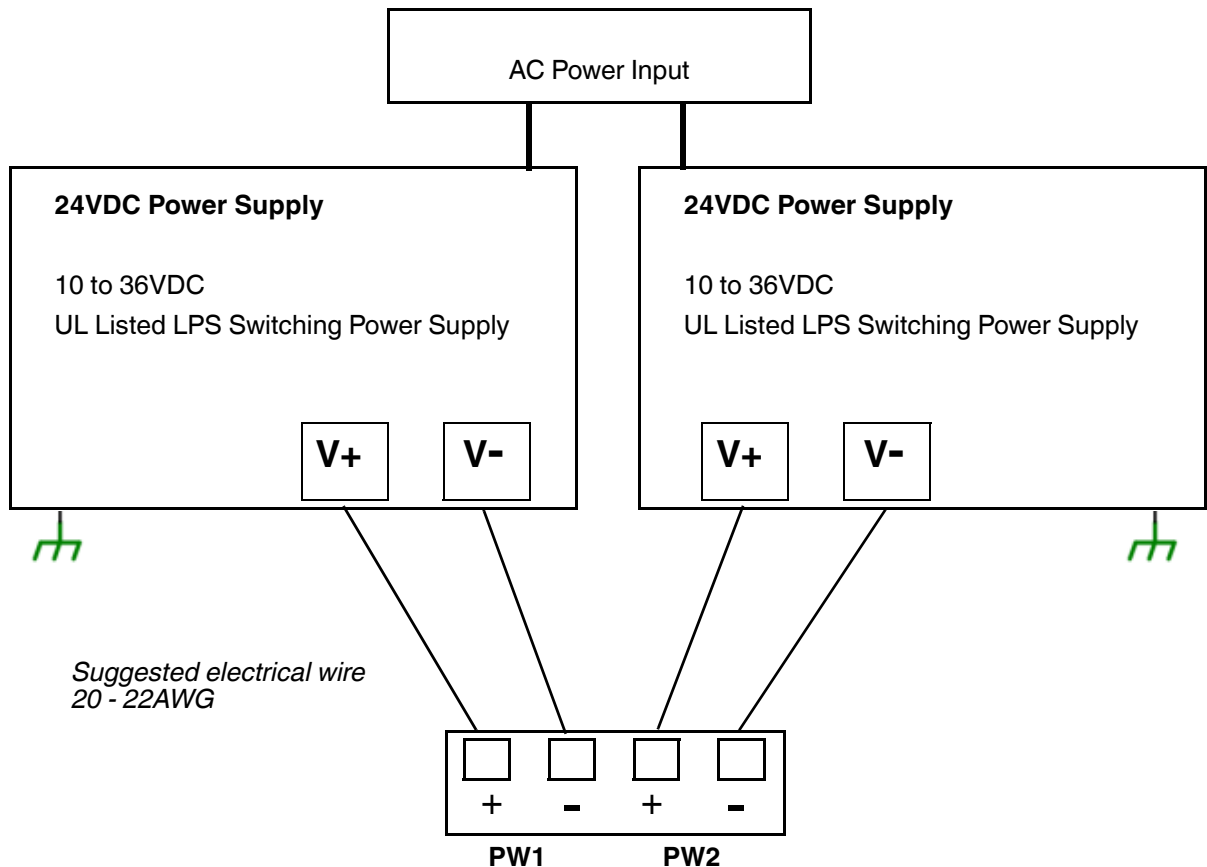 AC Power Input
24VDC Power Supply
10 to 36VDC
UL Listed LPS Switching Power Supply
V+
V-
24VDC Power Supply
10 to 36VDC
UL Listed LPS Switching Power Supply
V+
V-
Suggested electrical wire
20 - 22AWG
+ - + -
PW1 PW2